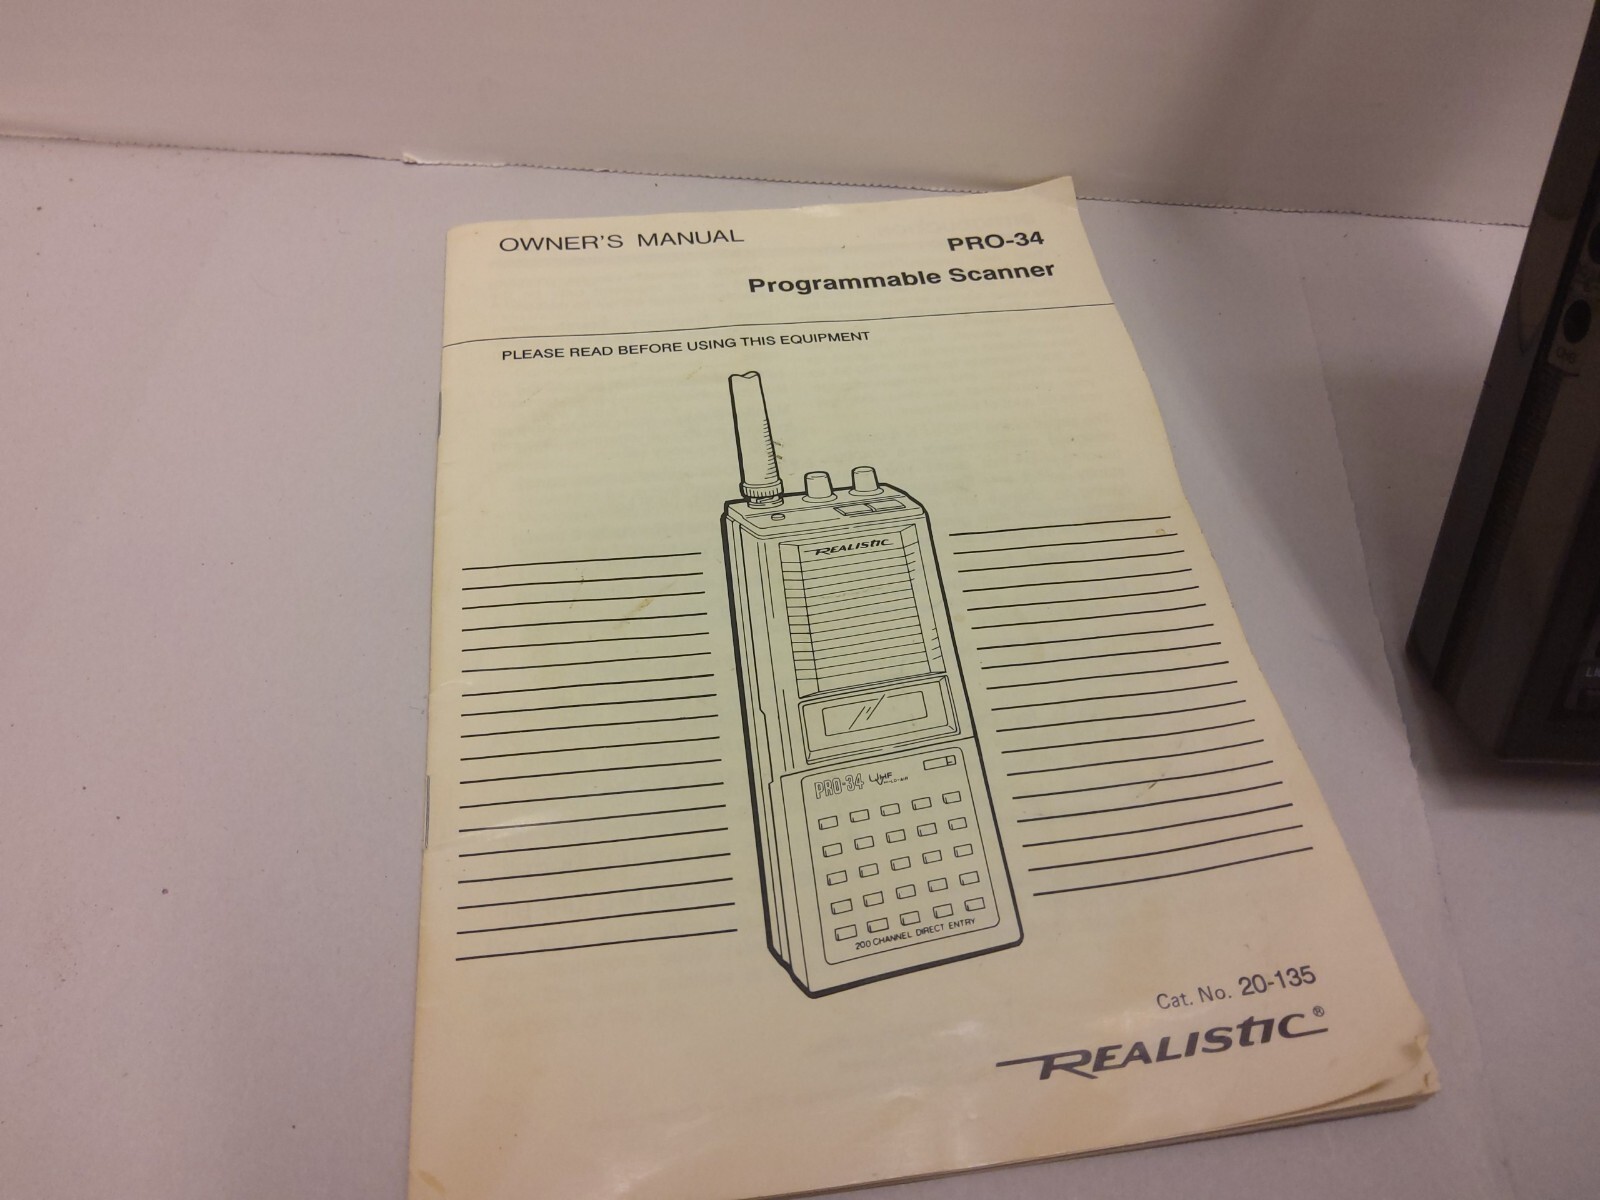 OWNER'S MANUAL
PRO-34
Programmable Scanner
PLEASE READ BEFORE USING THIS EQUIPMENT
REALISTIC
PRO-34
200 CHANNEL DIRECT ENTRY
Cat. No. 20-135
REALISTIC®